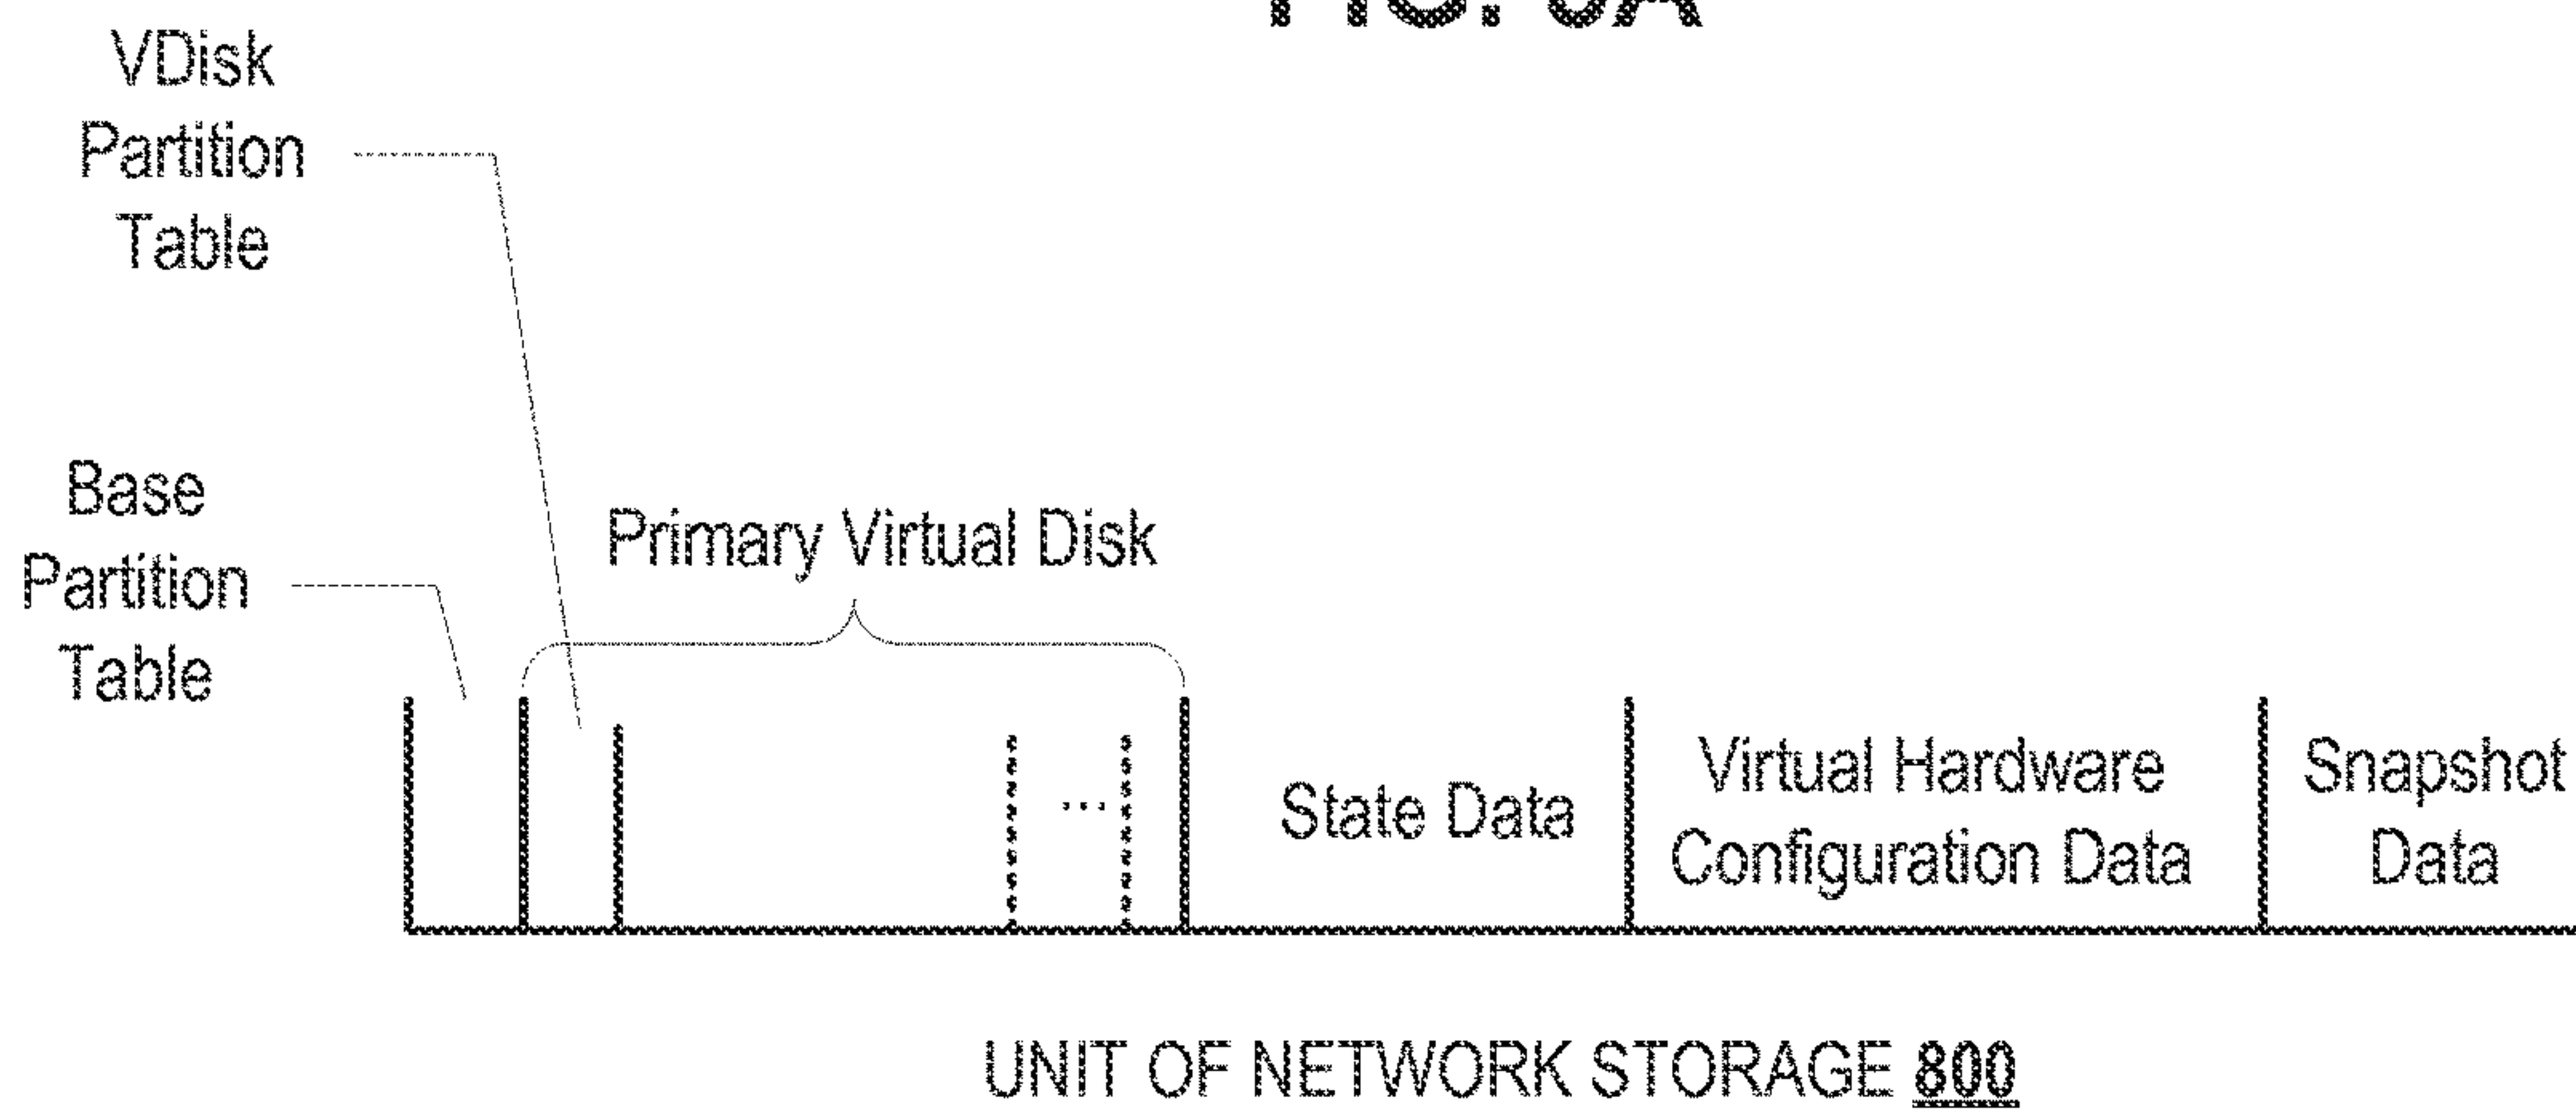 VDisk
Partition
Table
Base
Partition
Table
Primary Virtual Disk
...
State Data
Virtual Hardware
Configuration Data
Snapshot
Data
UNIT OF NETWORK STORAGE 800